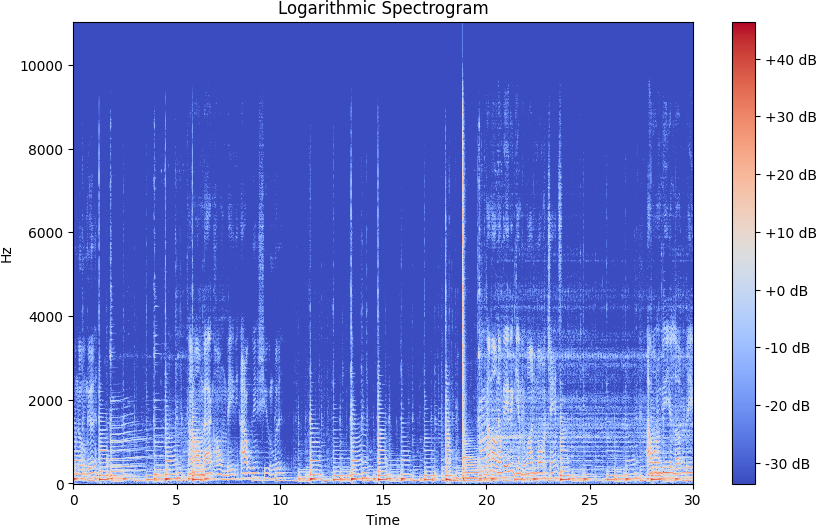 Logarithmic Spectrogram
Hz
10000
8000
6000
4000
2000
0
0 5 10 15 20 25 30
Time
+40 dB
+30 dB
+20 dB
+10 dB
+0 dB
-10 dB
-20 dB
-30 dB